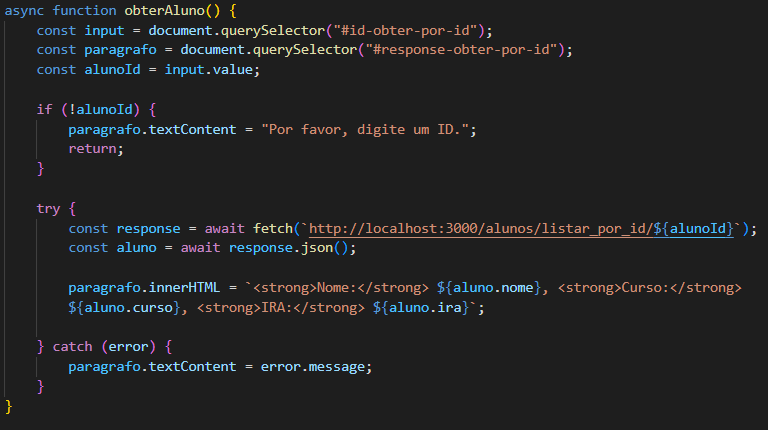 async function obterAluno() {
    const input = document.querySelector("#id-obter-por-id");
    const paragrafo = document.querySelector("#response-obter-por-id");
    const alunoId = input.value;

    if (!alunoId) {
        paragrafo.textContent = "Por favor, digite um ID.";
        return;
    }

    try {
        const response = await fetch(`http://localhost:3000/alunos/listar_por_id/${alunoId}`);
        const aluno = await response.json();

        paragrafo.innerHTML = `<strong>Nome:</strong> ${aluno.nome}, <strong>Curso:</strong>
        ${aluno.curso}, <strong>IRA:</strong> ${aluno.ira}`;

    } catch (error) {
        paragrafo.textContent = error.message;
    }
}